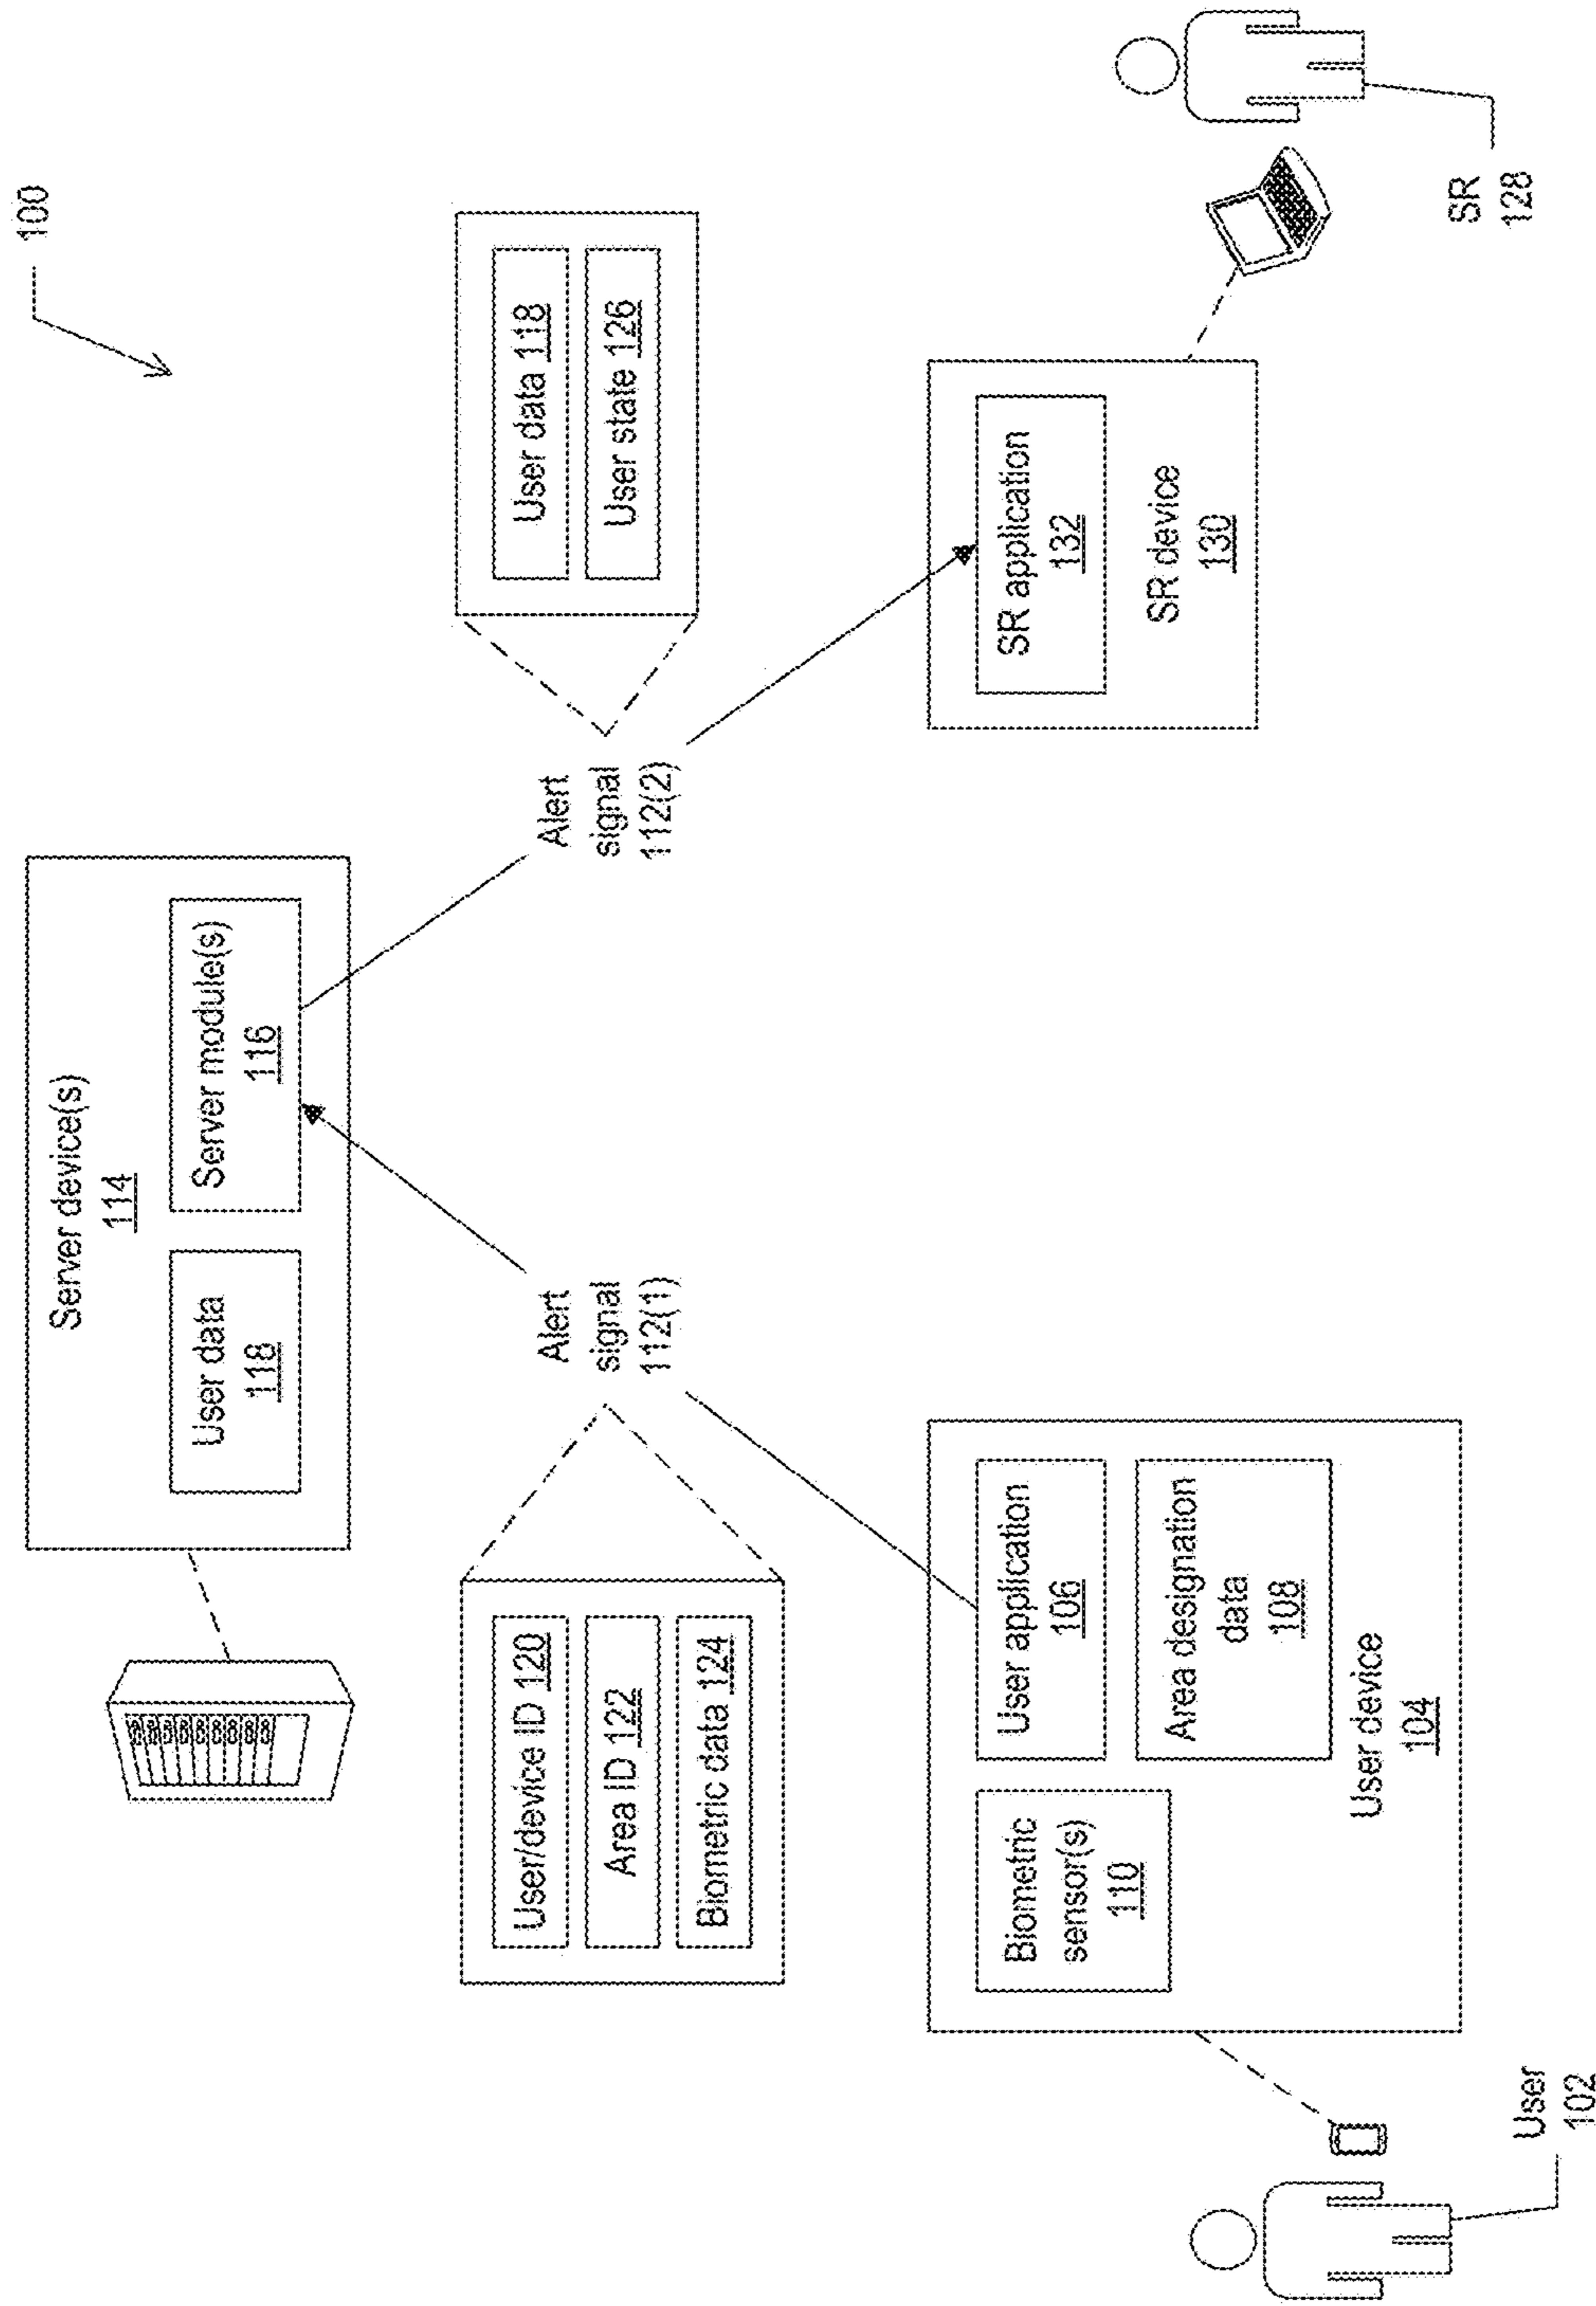 100
Server device(s)
114
User data
118
Server module(s)
116
User/device ID 120
Area ID 122
Biometric data 124
Alert
signal
112(1)
Alert
signal
112(2)
User data 118
User state 126
Biometric
sensor(s)
110
User application
106
Area designation
data
108
User device
104
SR application
132
SR device
130
User
102
SR
128